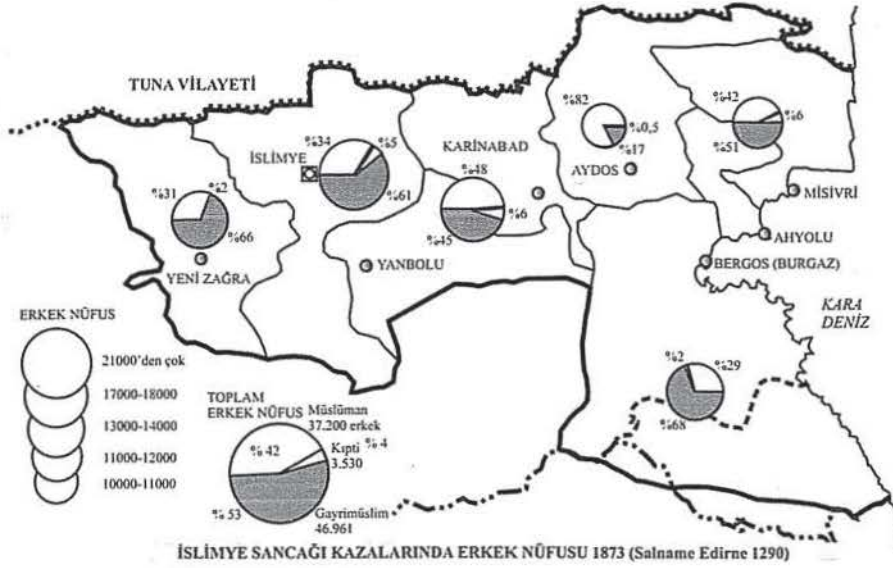 TUNA VİLAYETİ
%82
%0,5
%17
AYDOS
%42
%6
%51
%34
%5
İSLİMYE
%61
KARİNABAD
%48
%6
%45
%31
%2
%66
YENİ ZAĞRA
YANBOLU
MİSİVRİ
AHYOLU
BERGOS (BURGAZ)
KARA
DENİZ
ERKEK NÜFUS
21000'den çok
17000-18000
13000-14000
11000-12000
10000-11000
TOPLAM
ERKEK NÜFUS
Müslüman
37.200 erkek
% 42
% 4
Kıpti
3.530
% 53
Gayrimüslim
46.961
%2
%29
%68
İSLİMYE SANCAĞI KAZALARINDA ERKEK NÜFUSU 1873 (Salname Edirne 1290)